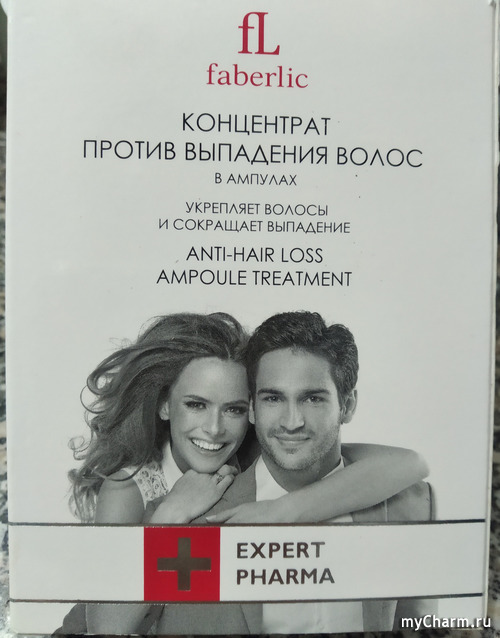 fL
faberlic
КОНЦЕНТРАТ
ПРОТИВ ВЫПАДЕНИЯ ВОЛОС
В АМПУЛАХ
УКРЕПЛЯЕТ ВОЛОСЫ
И СОКРАЩАЕТ ВЫПАДЕНИЕ
ANTI-HAIR LOSS
AMPOULE TREATMENT
EXPERT
PHARMA
myCharm.ru